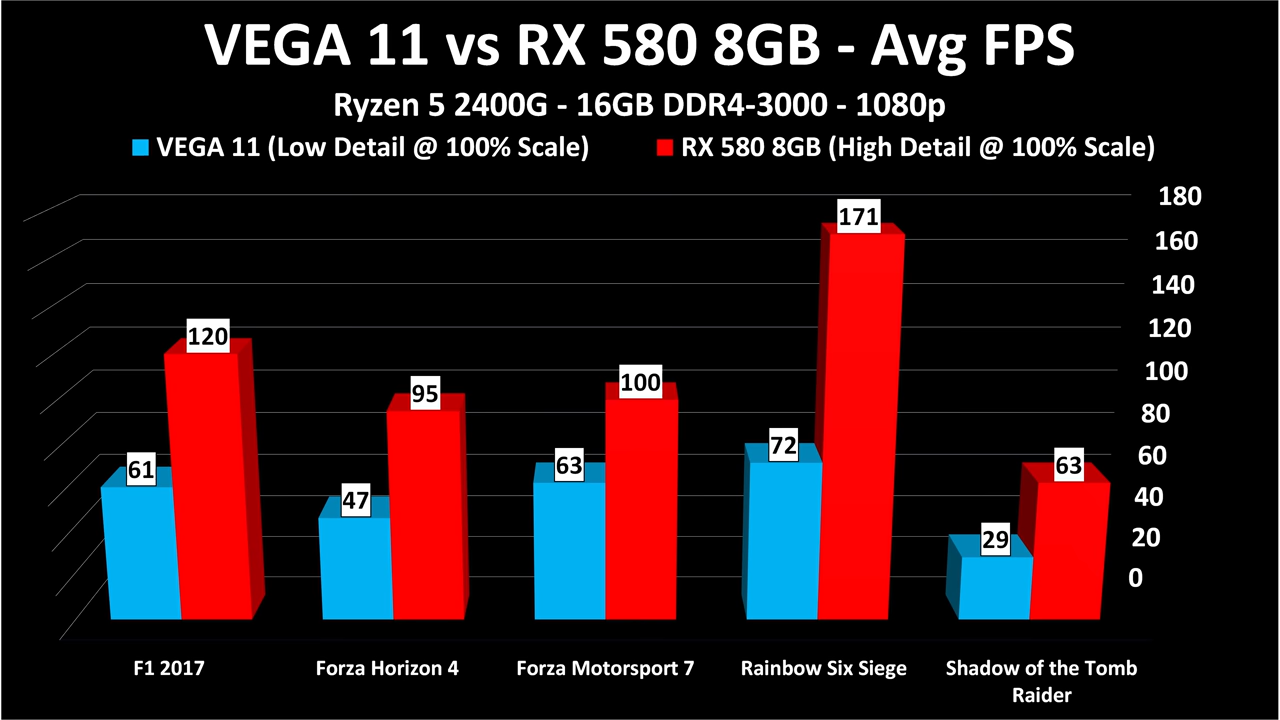 VEGA 11 vs RX 580 8GB - Avg FPS
Ryzen 5 2400G - 16GB DDR4-3000 - 1080p
VEGA 11 (Low Detail @ 100% Scale) RX 580 8GB (High Detail @ 100% Scale)
180
160
140
120
100
80
60
40
20
0
61
120
47
95
63
100
72
171
29
63
F1 2017
Forza Horizon 4
Forza Motorsport 7
Rainbow Six Siege
Shadow of the Tomb
Raider